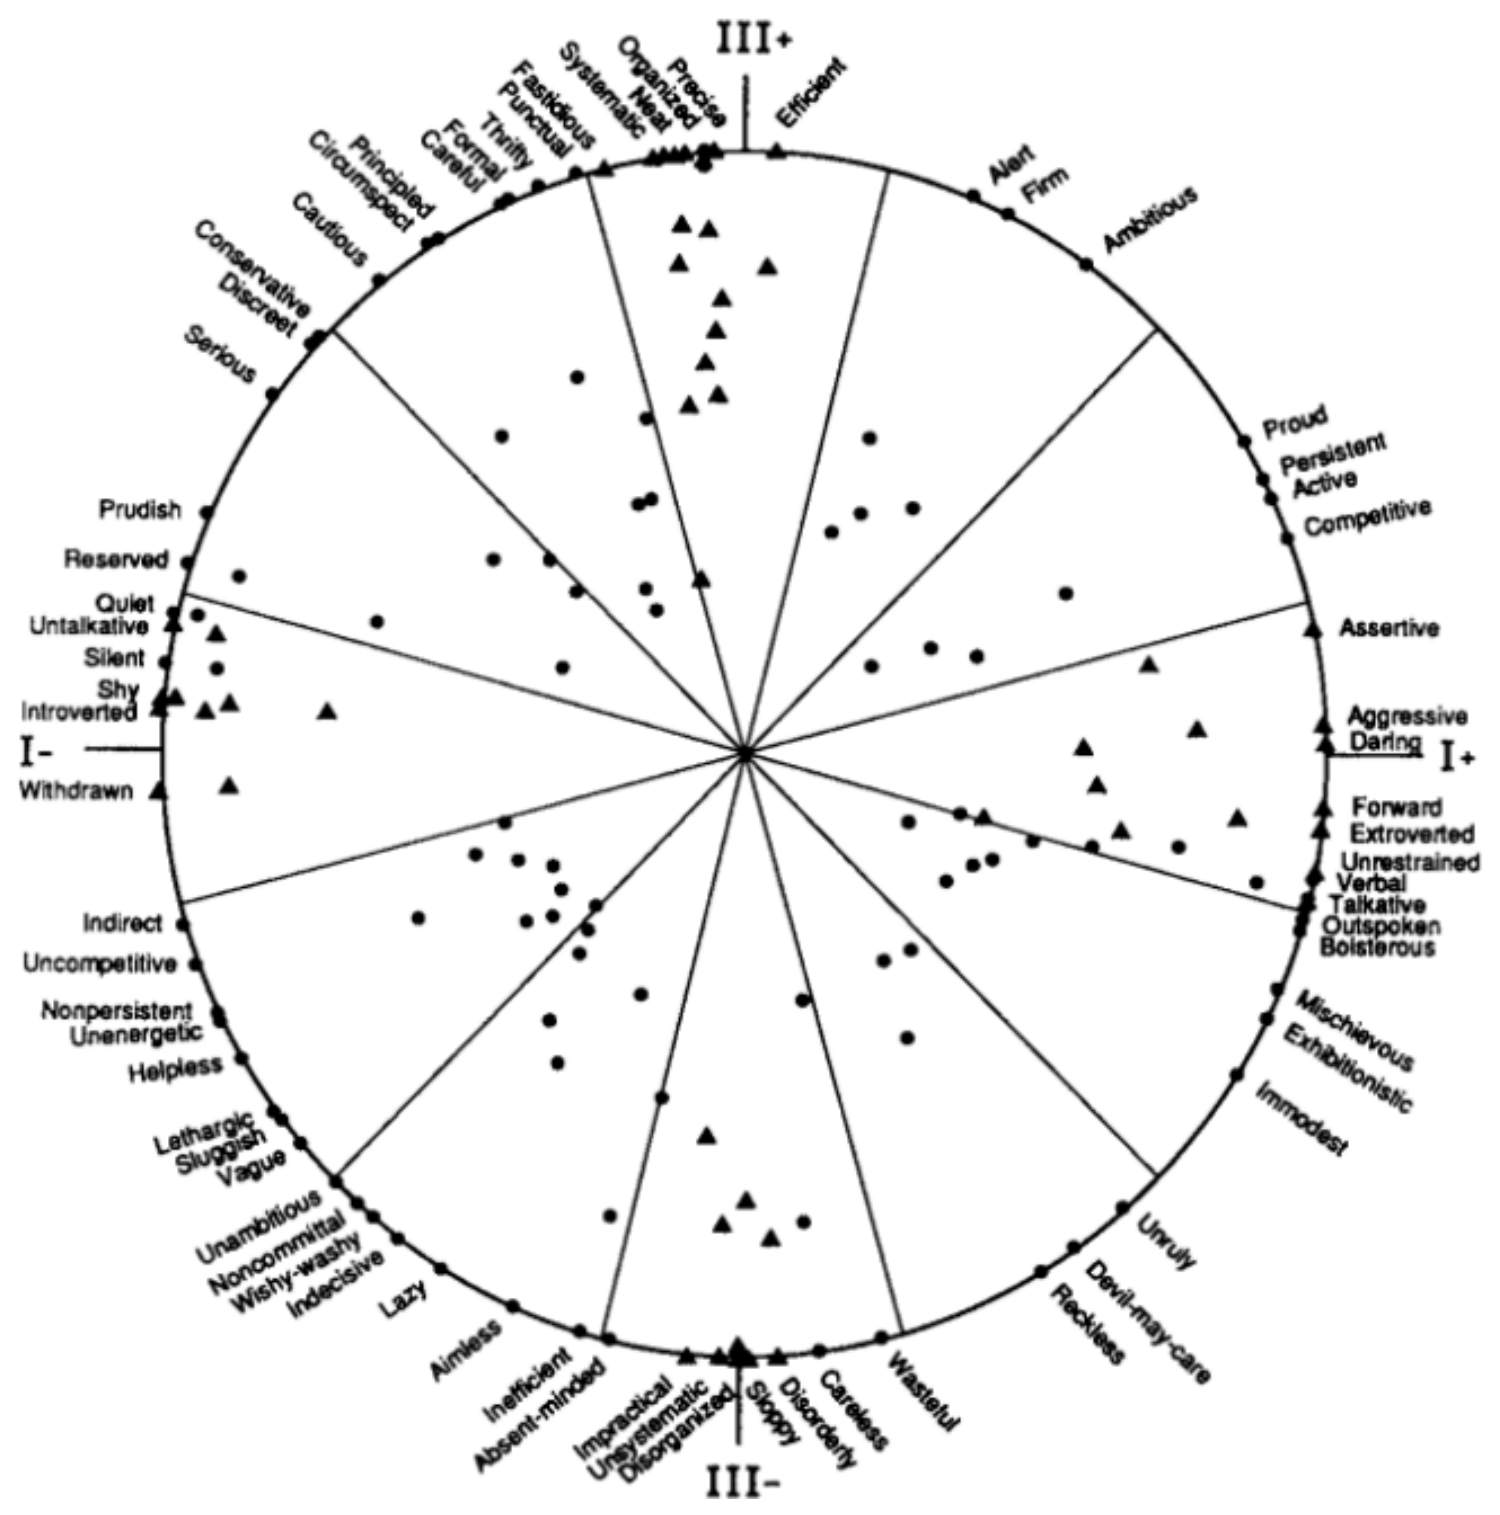 III+
Efficient
Precise
Organized
Neat
Systematic
Fastidious
Punctual
Thrifty
Formal
Careful
Principled
Circumspect
Cautious
Conservative
Discreet
Serious
Prudish
Reserved
Quiet
Untalkative
Silent
Shy
Introverted
I-
Withdrawn
Indirect
Uncompetitive
Nonpersistent
Unenergetic
Helpless
Lethargic
Sluggish
Vague
Unambitious
Noncommittal
Wishy-washy
Indecisive
Lazy
Aimless
Inefficient
Absent-minded
Impractical
Unsystematic
Disorganized
III-
Sloppy
Disorderly
Careless
Wasteful
Reckless
Devil-may-care
Unruly
Immodest
Exhibitionistic
Mischievous
Boisterous
Outspoken
Talkative
Verbal
Unrestrained
Extroverted
Forward
I+
Daring
Aggressive
Assertive
Competitive
Active
Persistent
Proud
Ambitious
Firm
Alert